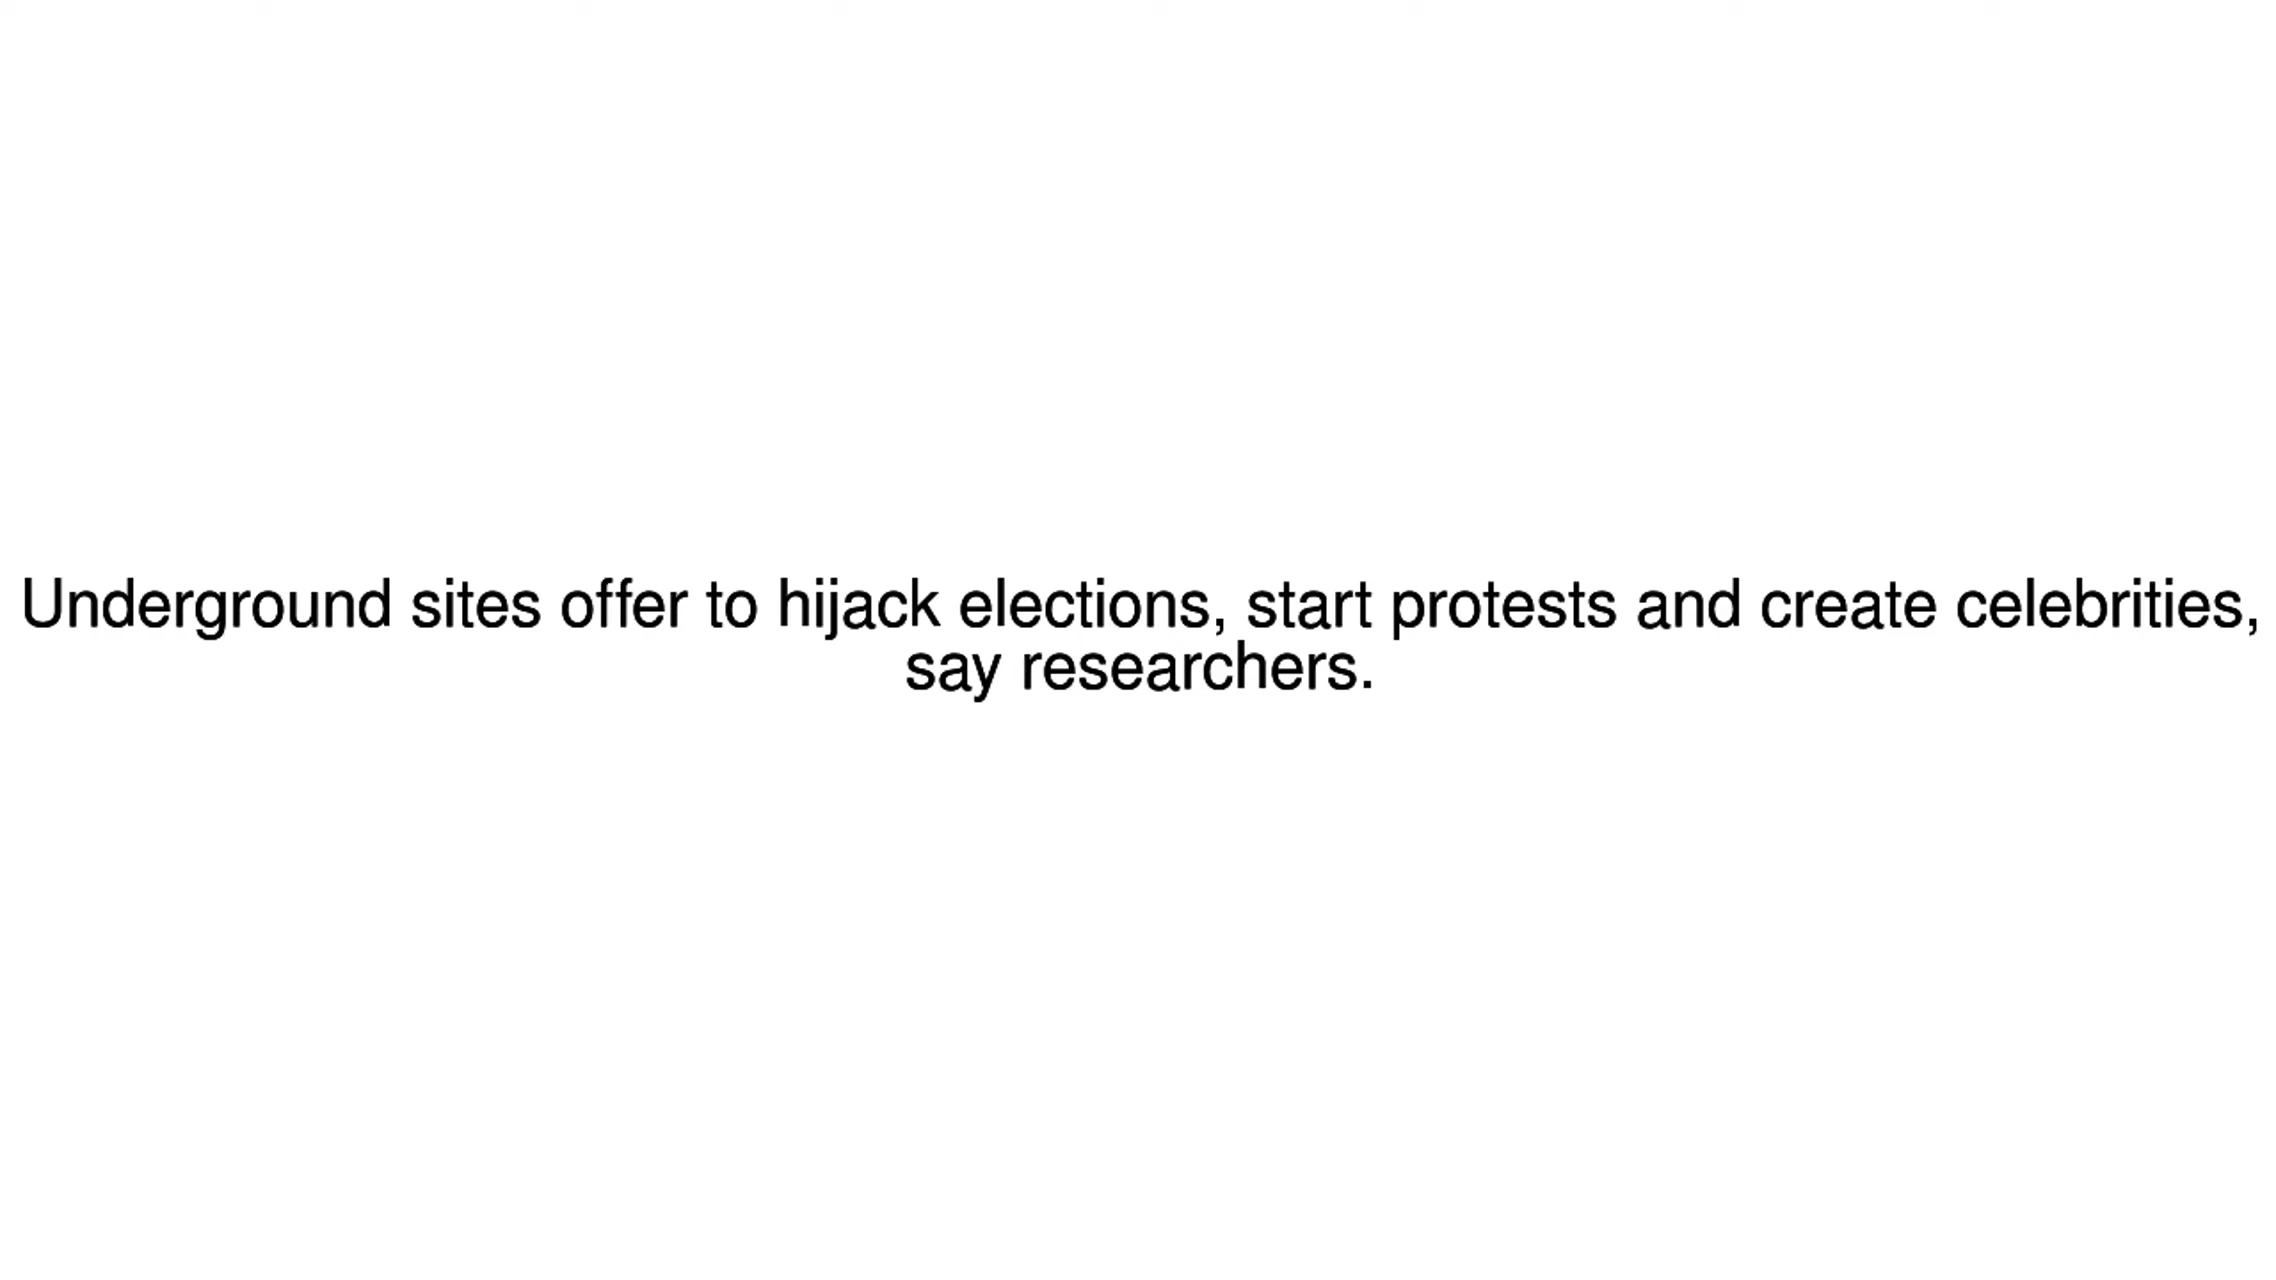 Underground sites offer to hijack elections, start protests and create celebrities,
say researchers.